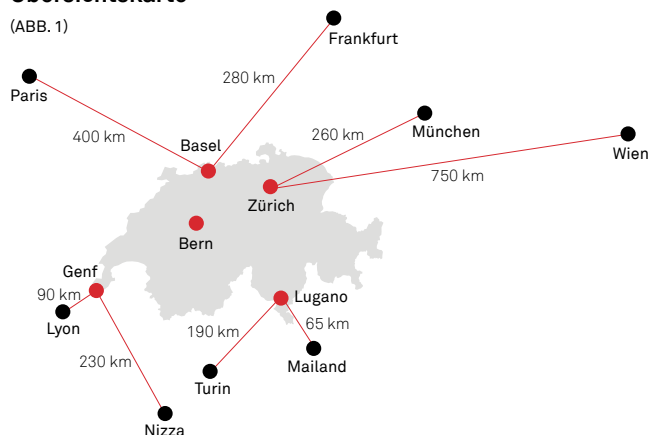 Übersichtskarte
(ABB. 1)
Frankfurt
280 km
Paris
400 km
Basel
260 km
München
Wien
750 km
Zürich
Bern
Genf
90 km
Lyon
Lugano
190 km
65 km
230 km
Mailand
Turin
Nizza